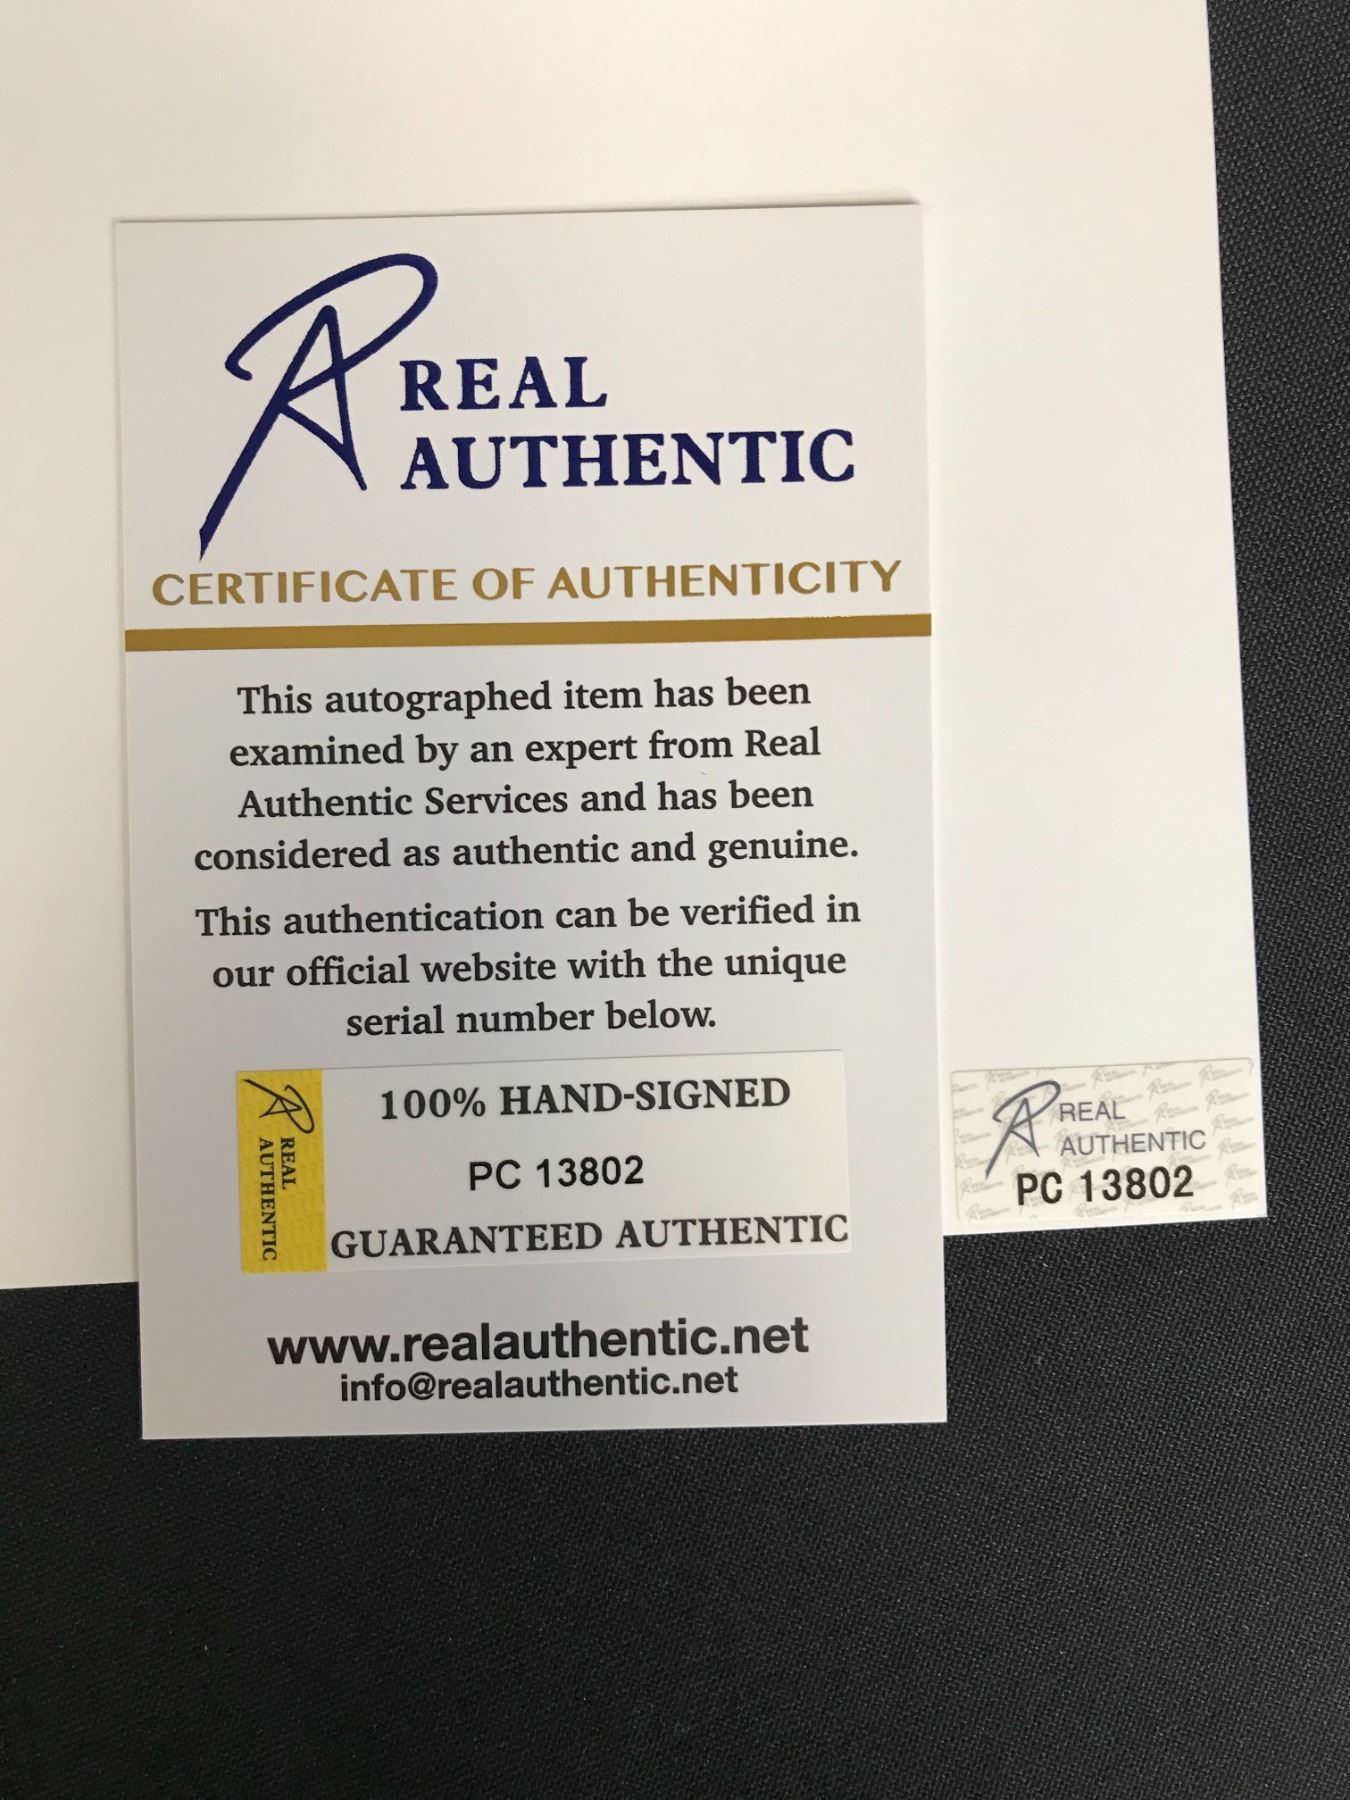 REAL
AUTHENTIC
CERTIFICATE OF AUTHENTICITY
This autographed item has been
examined by an expert from Real
Authentic Services and has been
considered as authentic and genuine.
This authentication can be verified in
our official website with the unique
serial number below.
REAL
AUTHENTIC
100% HAND-SIGNED
PC 13802
GUARANTEED AUTHENTIC
www.realauthentic.net
info@realauthentic.net
REAL
AUTHENTIC
PC 13802